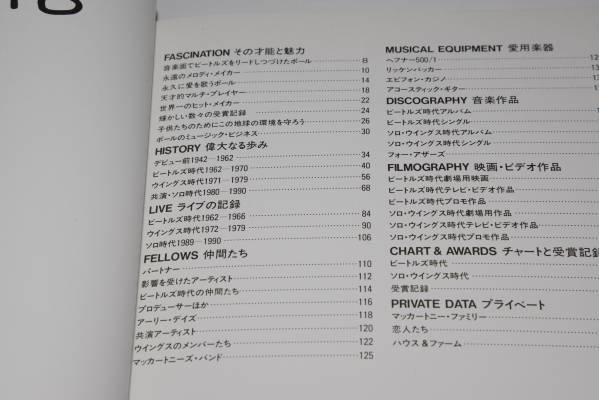 FASCINATION その才能と魅力
音楽面でビートルズをリードしつづけたポール 8
永遠のメロディ・メイカー 10
永久に愛を歌うポール 14
天才的マルチ・プレイヤー 18
世界一のヒット・メイカー 22
輝かしい数々の受賞記録 24
子供たちのためにこの地球の環境を守ろう 26
ポールのミュージック・ビジネス 30
HISTORY 偉大なる歩み
デビュー前1942―1962 34
ビートルズ時代1962―1970 40
ウイングス時代1971―1979 56
共演・ソロ時代1980―1990 68
LIVE ライブの記録
ビートルズ時代1962―1966 84
ウイングス時代1972―1979 90
ソロ時代1989―1990 106
FELLOWS 仲間たち
パートナー 110
影響を受けたアーティスト 112
ビートルズ時代の仲間たち 114
プロデューサーほか 116
アーリー・デイズ 118
共演アーティスト 120
ウイングスのメンバーたち 122
マッカートニーズ・バンド 125
MUSICAL EQUIPMENT 愛用楽器
ヘフナー500/1
リッケンバッカー
エピフォン・カジノ
アコースティック・ギター
DISCOGRAPHY 音楽作品
ビートルズ時代アルバム
ビートルズ時代シングル
ソロ・ウイングス時代アルバム
ソロ・ウイングス時代シングル
フォー・アザーズ
FILMOGRAPHY 映画・ビデオ作品
ビートルズ時代劇場用映画
ビートルズ時代テレビ・ビデオ作品
ビートルズ時代プロモ作品
ソロ・ウイングス時代劇場用作品
ソロ・ウイングス時代テレビ・ビデオ作品
ソロ・ウイングス時代プロモ作品
CHART & AWARDS チャートと受賞記録
ビートルズ時代
ソロ・ウイングス時代
受賞記録
PRIVATE DATA プライベート
マッカートニー・ファミリー
恋人たち
ハウス&ファーム